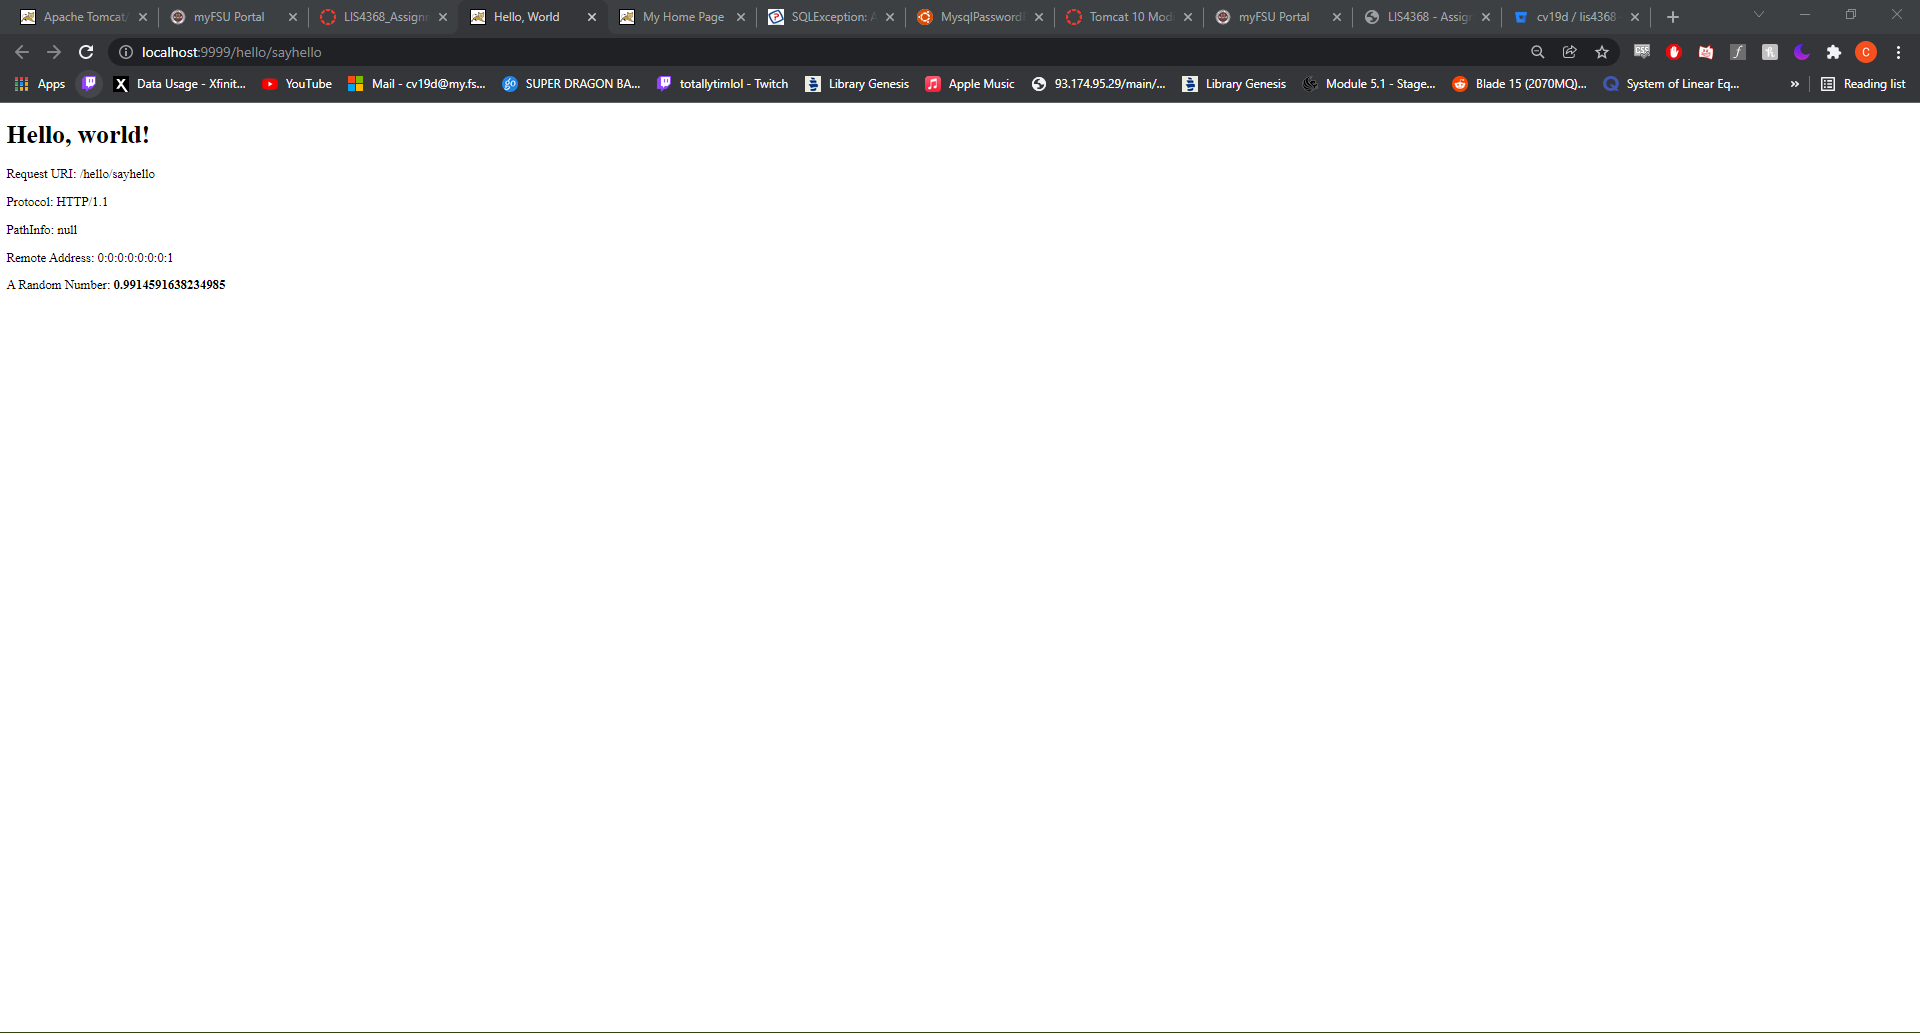 Apache Tomcat/ myFSU Portal LIS4368_Assignm Hello, World My Home Page SQLException: A MysqlPassword Tomcat 10 Mod myFSU Portal LIS4368 - Assig cv19d / lis4368
localhost:9999/hello/sayhello CSS C
Apps Data Usage - Xfinit... YouTube Mail - cv19d@my.fs... go SUPER DRAGON BA... totallytimlol - Twitch Library Genesis Apple Music 93.174.95.29/main/... Library Genesis Module 5.1 - Stage... Blade 15 (2070MQ)... System of Linear Eq... » Reading list
Hello, world!
Request URI: /hello/sayhello
Protocol: HTTP/1.1
PathInfo: null
Remote Address: 0:0:0:0:0:0:0:1
A Random Number: 0.9914591638234985